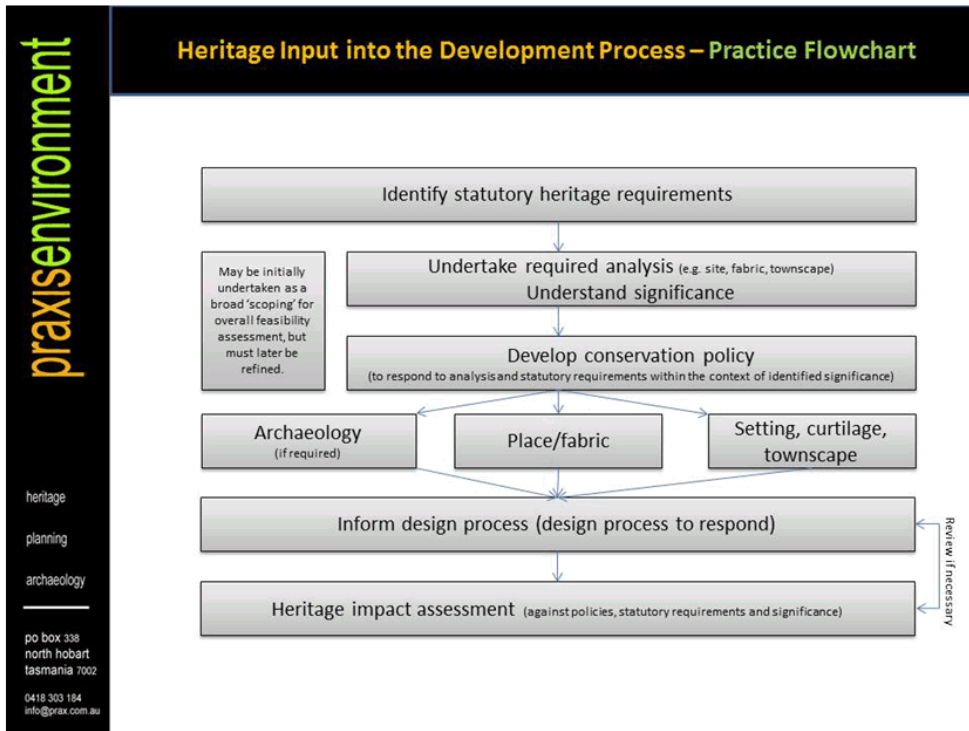 Heritage Input into the Development Process – Practice Flowchart
praxisenvironment
heritage
planning
archaeology
po box 338
north hobart
tasmania 7002
0418 303 184
info@prax.com.au
Identify statutory heritage requirements
May be initially
undertaken as a
broad 'scoping' for
overall feasibility
assessment, but
must later be
refined.
Undertake required analysis (e.g. site, fabric, townscape)
Understand significance
Develop conservation policy
(to respond to analysis and statutory requirements within the context of identified significance)
Archaeology
(if required)
Place/fabric
Setting, curtilage,
townscape
Inform design process (design process to respond)
Heritage impact assessment (against policies, statutory requirements and significance)
Review if necessary